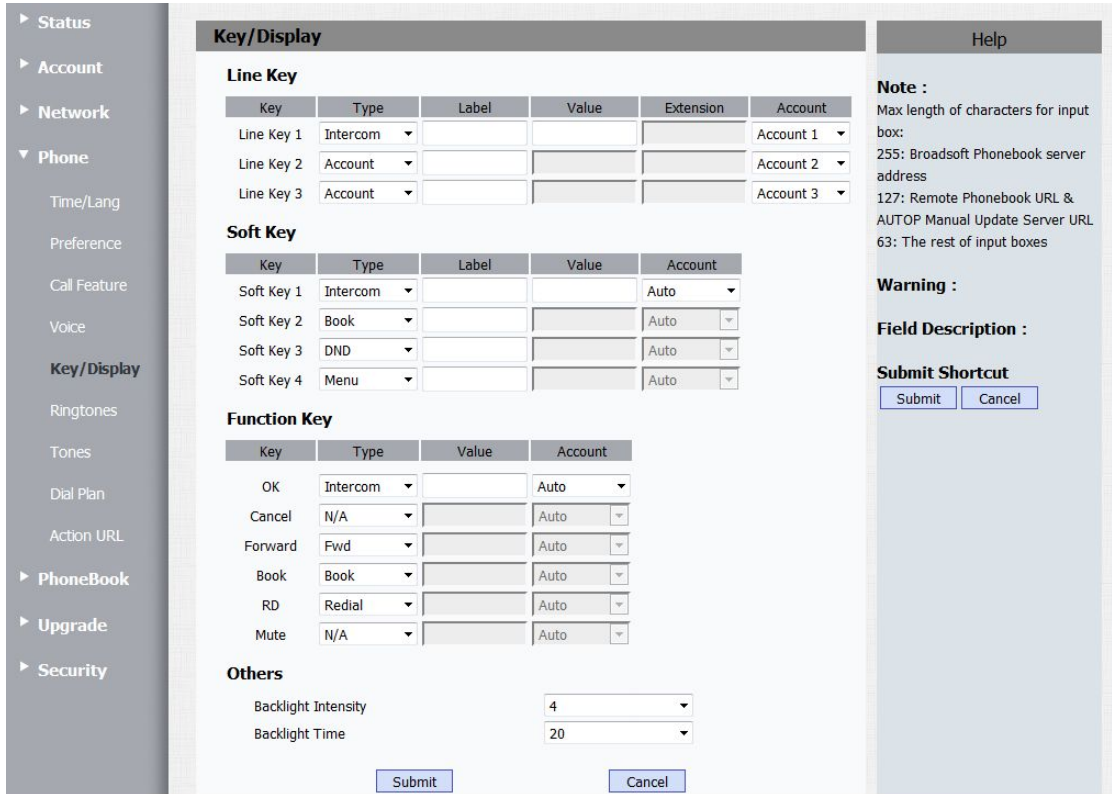 Status
Account
Network
Phone
Time/Lang
Preference
Call Feature
Voice
Key/Display
Ringtones
Tones
Dial Plan
Action URL
PhoneBook
Upgrade
Security
Key/Display
Line Key
Key Type Label Value Extension Account
Line Key 1 Intercom Account 1
Line Key 2 Account Account 2
Line Key 3 Account Account 3
Soft Key
Key Type Label Value Account
Soft Key 1 Intercom Auto
Soft Key 2 Book Auto
Soft Key 3 DND Auto
Soft Key 4 Menu Auto
Function Key
Key Type Value Account
OK Intercom Auto
Cancel N/A Auto
Forward Fwd Auto
Book Book Auto
RD Redial Auto
Mute N/A Auto
Others
Backlight Intensity 4
Backlight Time 20
Submit Cancel
Help
Note :
Max length of characters for input
box:
255: Broadsoft Phonebook server
address
127: Remote Phonebook URL &
AUTOP Manual Update Server URL
63: The rest of input boxes
Warning :
Field Description :
Submit Shortcut
Submit Cancel